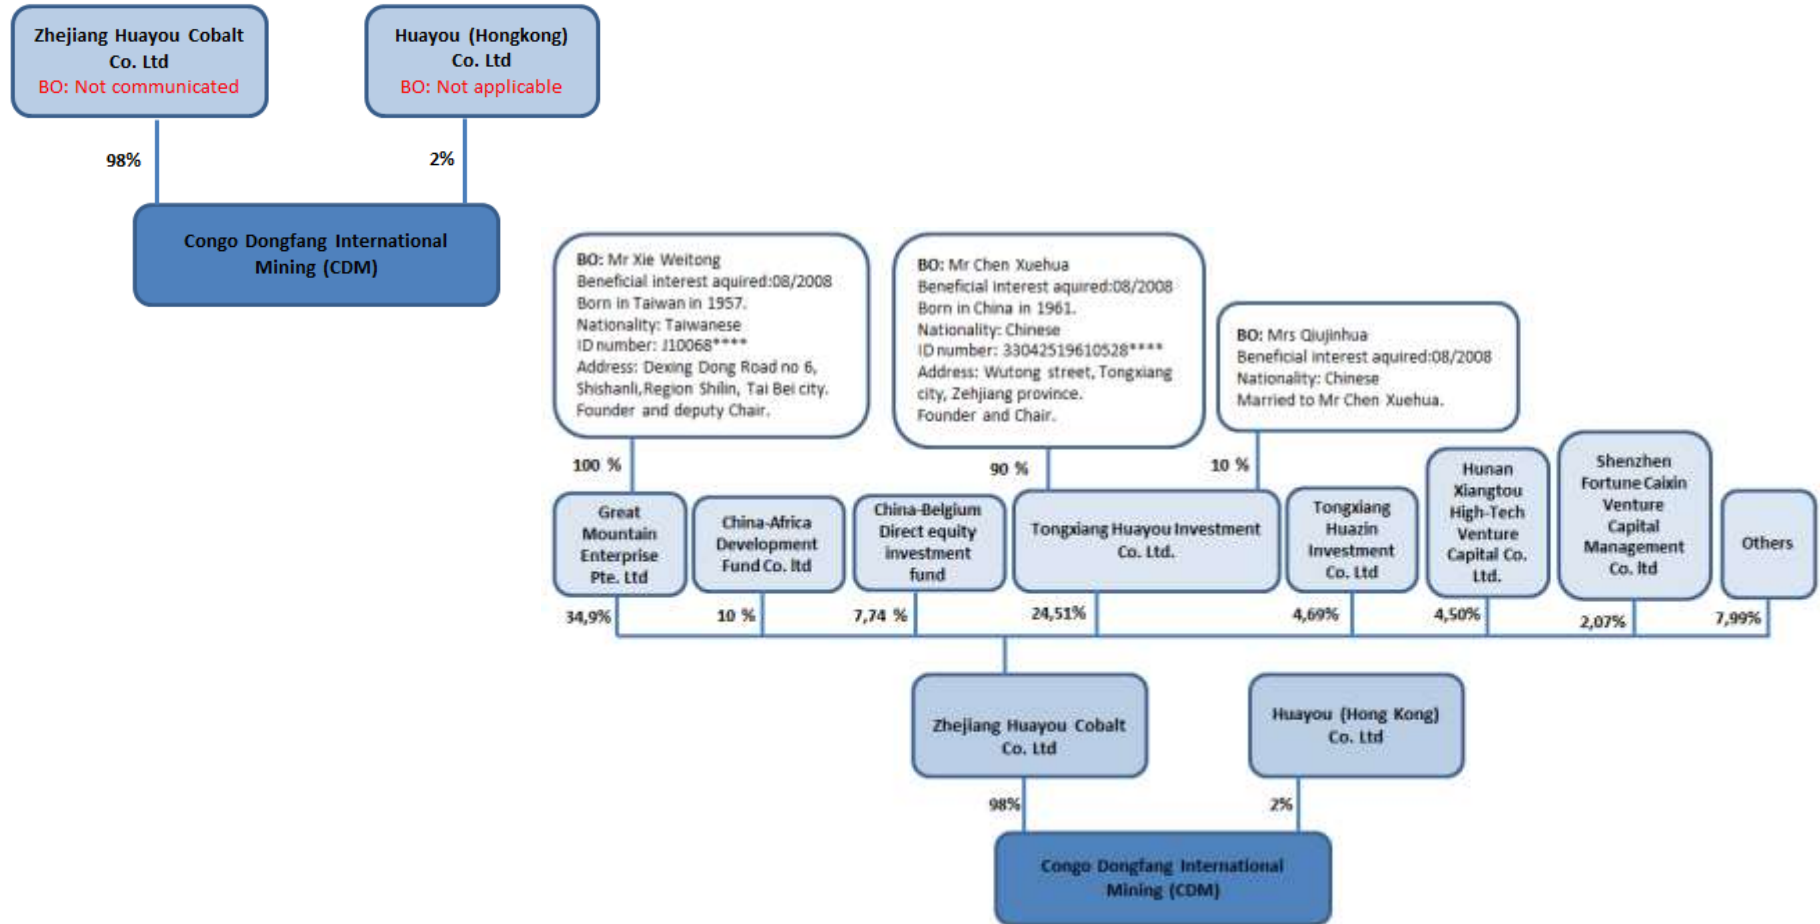 Zhejiang Huayou Cobalt
Co. Ltd
BO: Not communicated
Huayou (Hongkong)
Co. Ltd
BO: Not applicable
98%
2%
Congo Dongfang International
Mining (CDM)
BO: Mr Xie Weitong
Beneficial interest aquired:08/2008
Born in Taiwan in 1957.
Nationality: Taiwanese
ID number: J10068****
Address: Dexing Dong Road no 6,
Shishanli,Region Shilin, Tai Bei city.
Founder and deputy Chair.
BO: Mr Chen Xuehua
Beneficial interest aquired:08/2008
Born in China in 1961.
Nationality: Chinese
ID number: 33042519610528****
Address: Wutong street, Tongxiang
city, Zehjiang province.
Founder and Chair.
BO: Mrs Qiujinhua
Beneficial interest aquired:08/2008
Nationality: Chinese
Married to Mr Chen Xuehua.
100 %
90 %
10 %
Great
Mountain
Enterprise
Pte. Ltd
China-Africa
Development
Fund Co. ltd
China-Belgium
Direct equity
investment
fund
Tongxiang Huayou Investment
Co. Ltd.
Tongxiang
Huazin
Investment
Co. Ltd
Hunan
Xiangtou
High-Tech
Venture
Capital Co.
Ltd.
Shenzhen
Fortune Caixin
Venture
Capital
Management
Co. ltd
Others
34,9%
10 %
7,74 %
24,51%
4,69%
4,50%
2,07%
7,99%
Zhejiang Huayou Cobalt
Co. Ltd
Huayou (Hong Kong)
Co. Ltd
98%
2%
Congo Dongfang International
Mining (CDM)